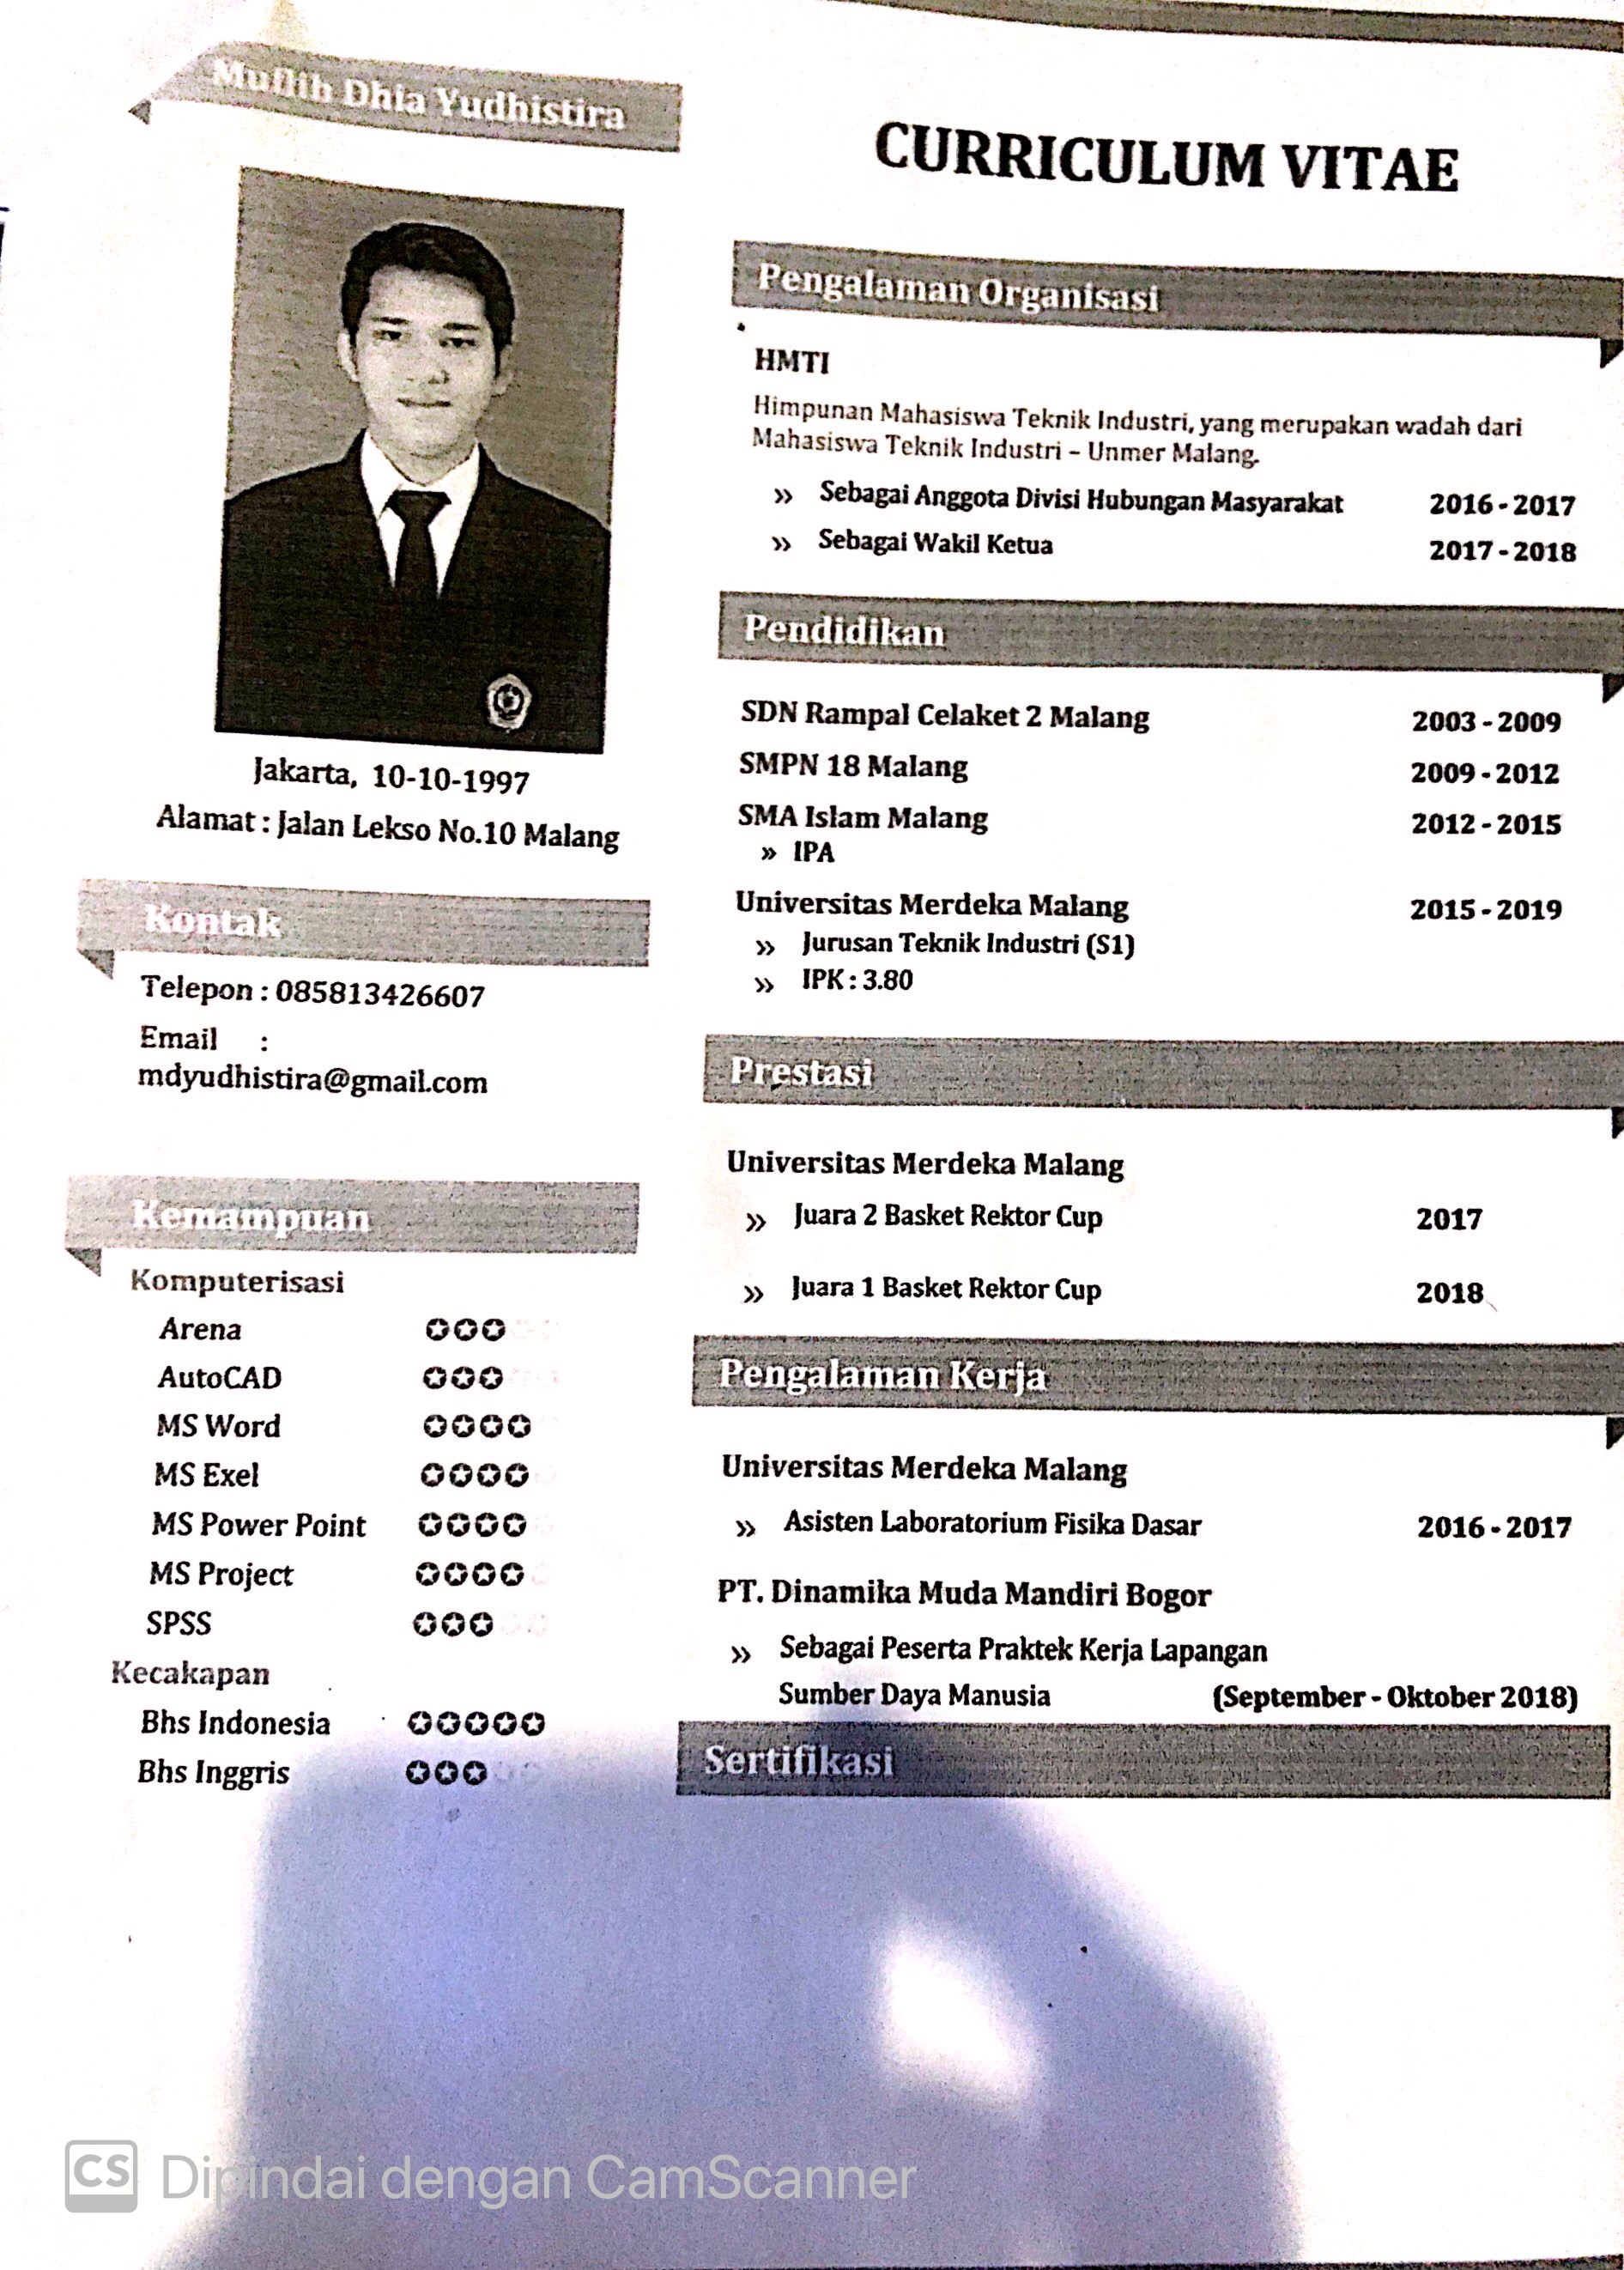 Muflih Dhia Yudhistira
Jakarta, 10-10-1997
Alamat : Jalan Lekso No.10 Malang
Kontak
Telepon : 085813426607
Email :
mdyudhistira@gmail.com
Kemampuan
Komputerisasi
Arena ✪✪✪
AutoCAD ✪✪✪
MS Word ✪✪✪✪
MS Exel ✪✪✪✪
MS Power Point ✪✪✪✪
MS Project ✪✪✪✪
SPSS ✪✪✪
Kecakapan
Bhs Indonesia ✪✪✪✪✪
Bhs Inggris ✪✪✪
CURRICULUM VITAE
Pengalaman Organisasi
HMTI
Himpunan Mahasiswa Teknik Industri, yang merupakan wadah dari
Mahasiswa Teknik Industri – Unmer Malang.
» Sebagai Anggota Divisi Hubungan Masyarakat 2016 - 2017
» Sebagai Wakil Ketua 2017 - 2018
Pendidikan
SDN Rampal Celaket 2 Malang 2003 - 2009
SMPN 18 Malang 2009 - 2012
SMA Islam Malang 2012 - 2015
» IPA
Universitas Merdeka Malang 2015 - 2019
» Jurusan Teknik Industri (S1)
» IPK : 3.80
Prestasi
Universitas Merdeka Malang
» Juara 2 Basket Rektor Cup 2017
» Juara 1 Basket Rektor Cup 2018
Pengalaman Kerja
Universitas Merdeka Malang
» Asisten Laboratorium Fisika Dasar 2016 - 2017
PT. Dinamika Muda Mandiri Bogor
» Sebagai Peserta Praktek Kerja Lapangan
Sumber Daya Manusia (September - Oktober 2018)
Sertifikasi
CS Dipindai dengan CamScanner